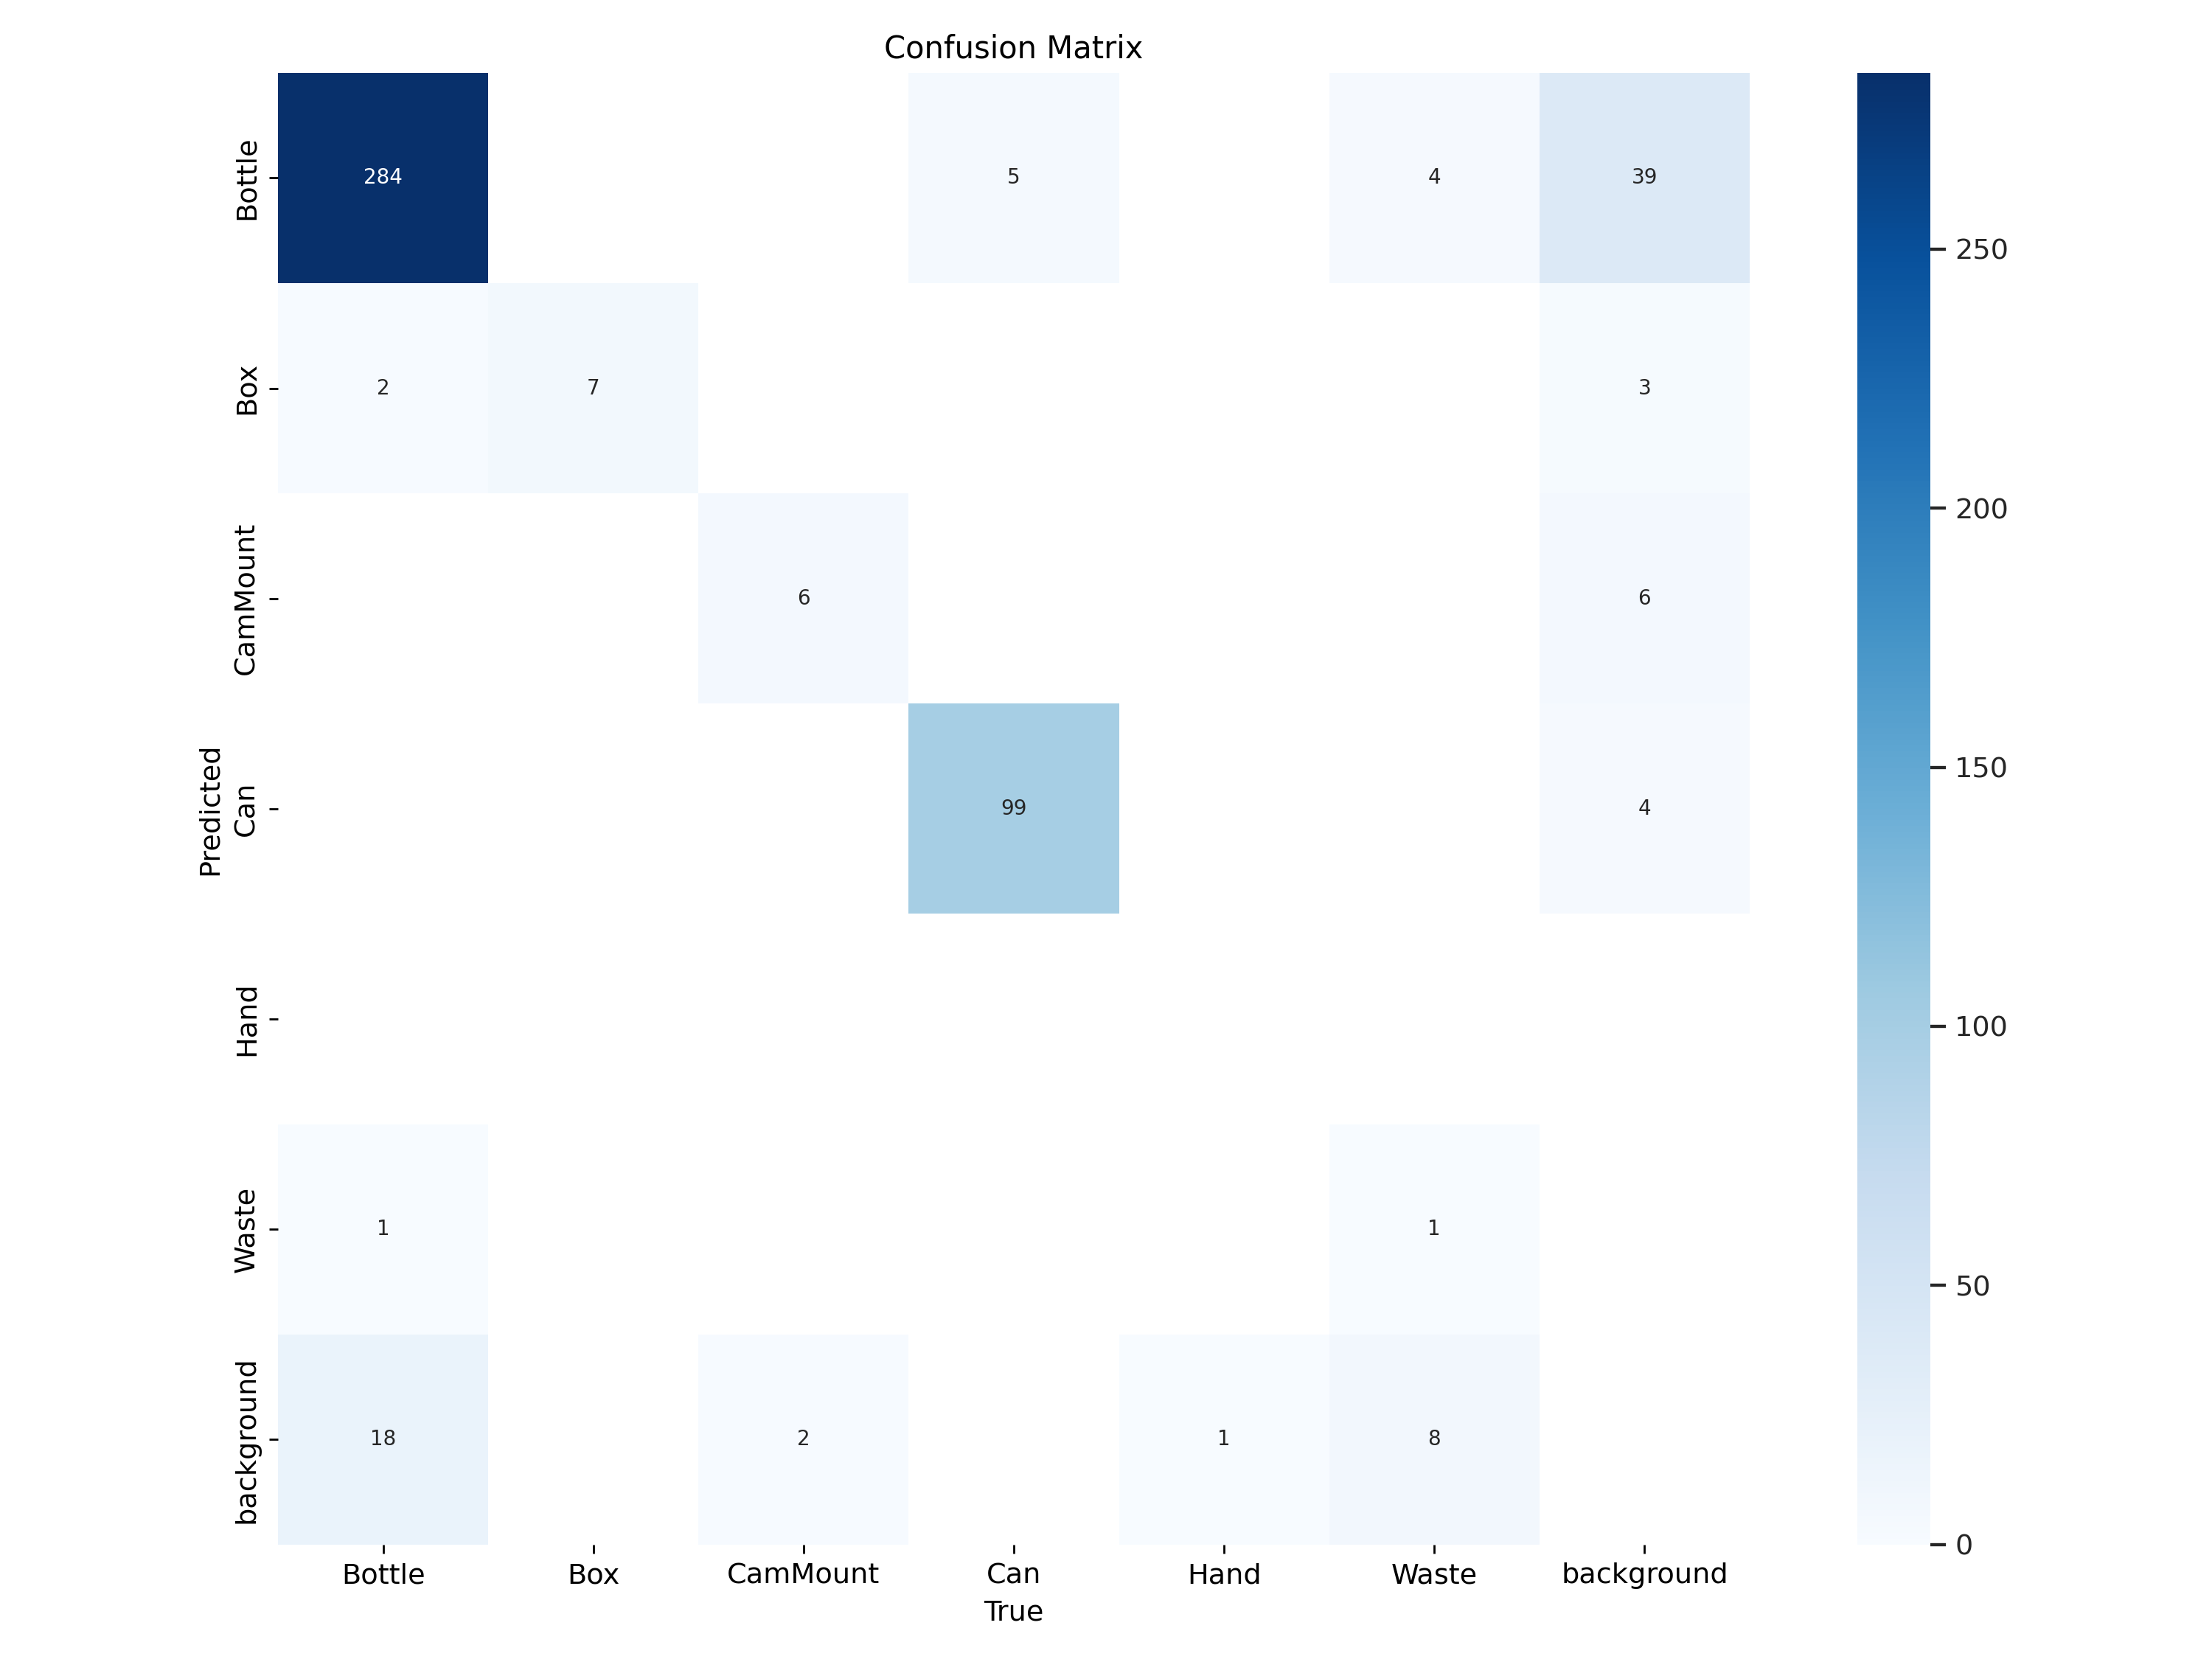 Confusion Matrix
Bottle
284
5
4
39
250
Box
2
7
3
200
CamMount
6
6
150
Predicted
Can
99
4
100
Hand
Waste
1
1
50
background
18
2
1
8
0
Bottle
Box
CamMount
Can
Hand
Waste
background
True